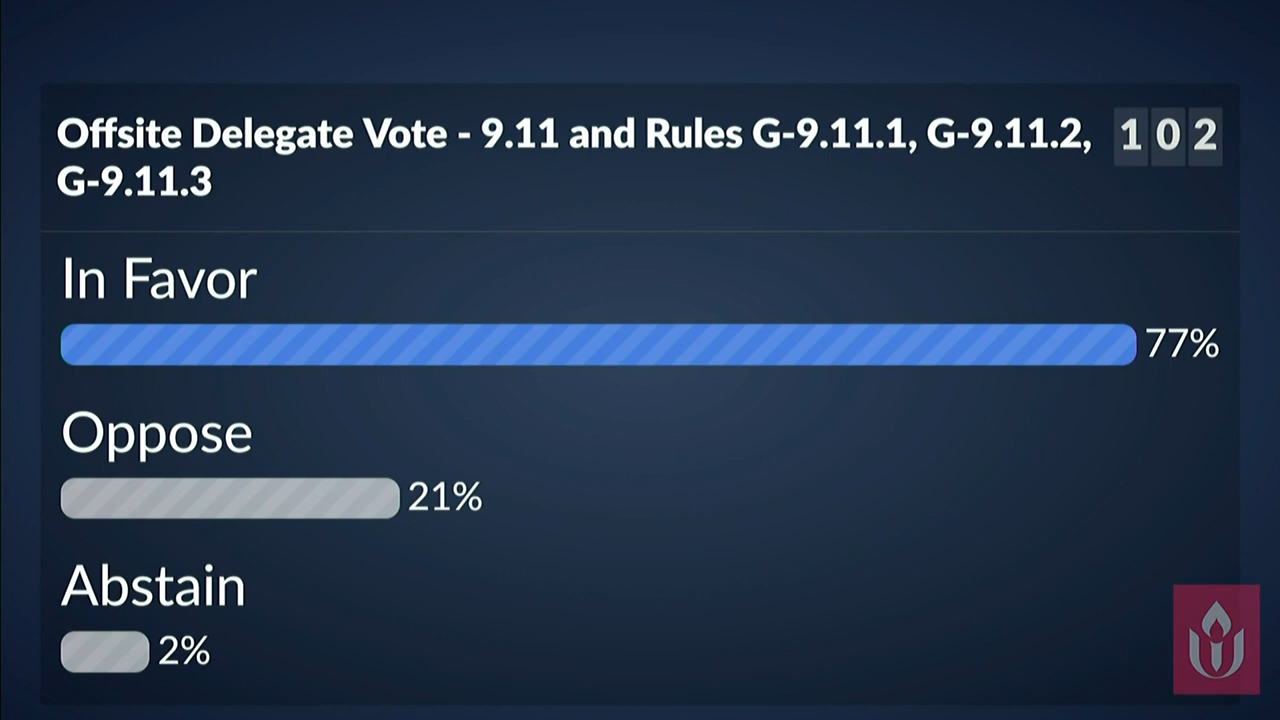 Offsite Delegate Vote - 9.11 and Rules G-9.11.1, G-9.11.2, 102
G-9.11.3
In Favor
77%
Oppose
21%
Abstain
2%